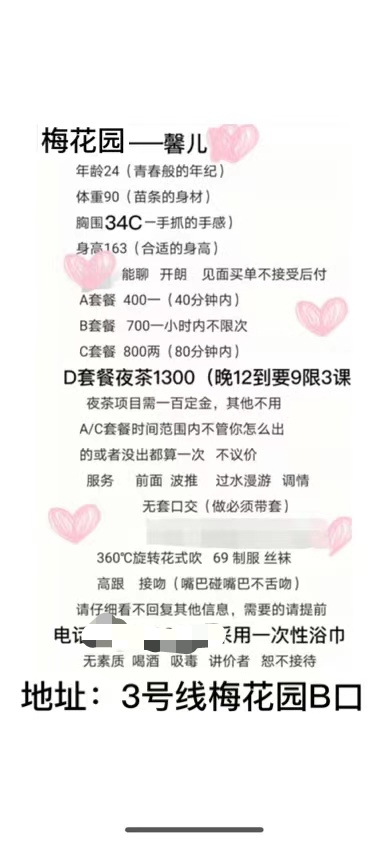 梅花园——馨儿
年龄24（青春般的年纪）
体重90（苗条的身材）
胸围34C一手抓的手感）
身高163（合适的身高）
能聊 开朗 见面买单不接受后付
A套餐 400一（40分钟内）
B套餐 700一小时内不限次
C套餐 800两（80分钟内）
D套餐夜茶1300（晚12到要9限3课
夜茶项目需一百定金，其他不用
A/C套餐时间范围内不管你怎么出
的或者没出都算一次 不议价
服务 前面 波推 过水漫游 调情
无套口交（做必须带套）
360℃旋转花式吹 69 制服 丝袜
高跟 接吻（嘴巴碰嘴巴不舌吻）
请仔细看不回复其他信息，需要的请提前
电话 采用一次性浴巾
无素质 喝酒 吸毒 讲价者 恕不接待
地址：3号线梅花园B口